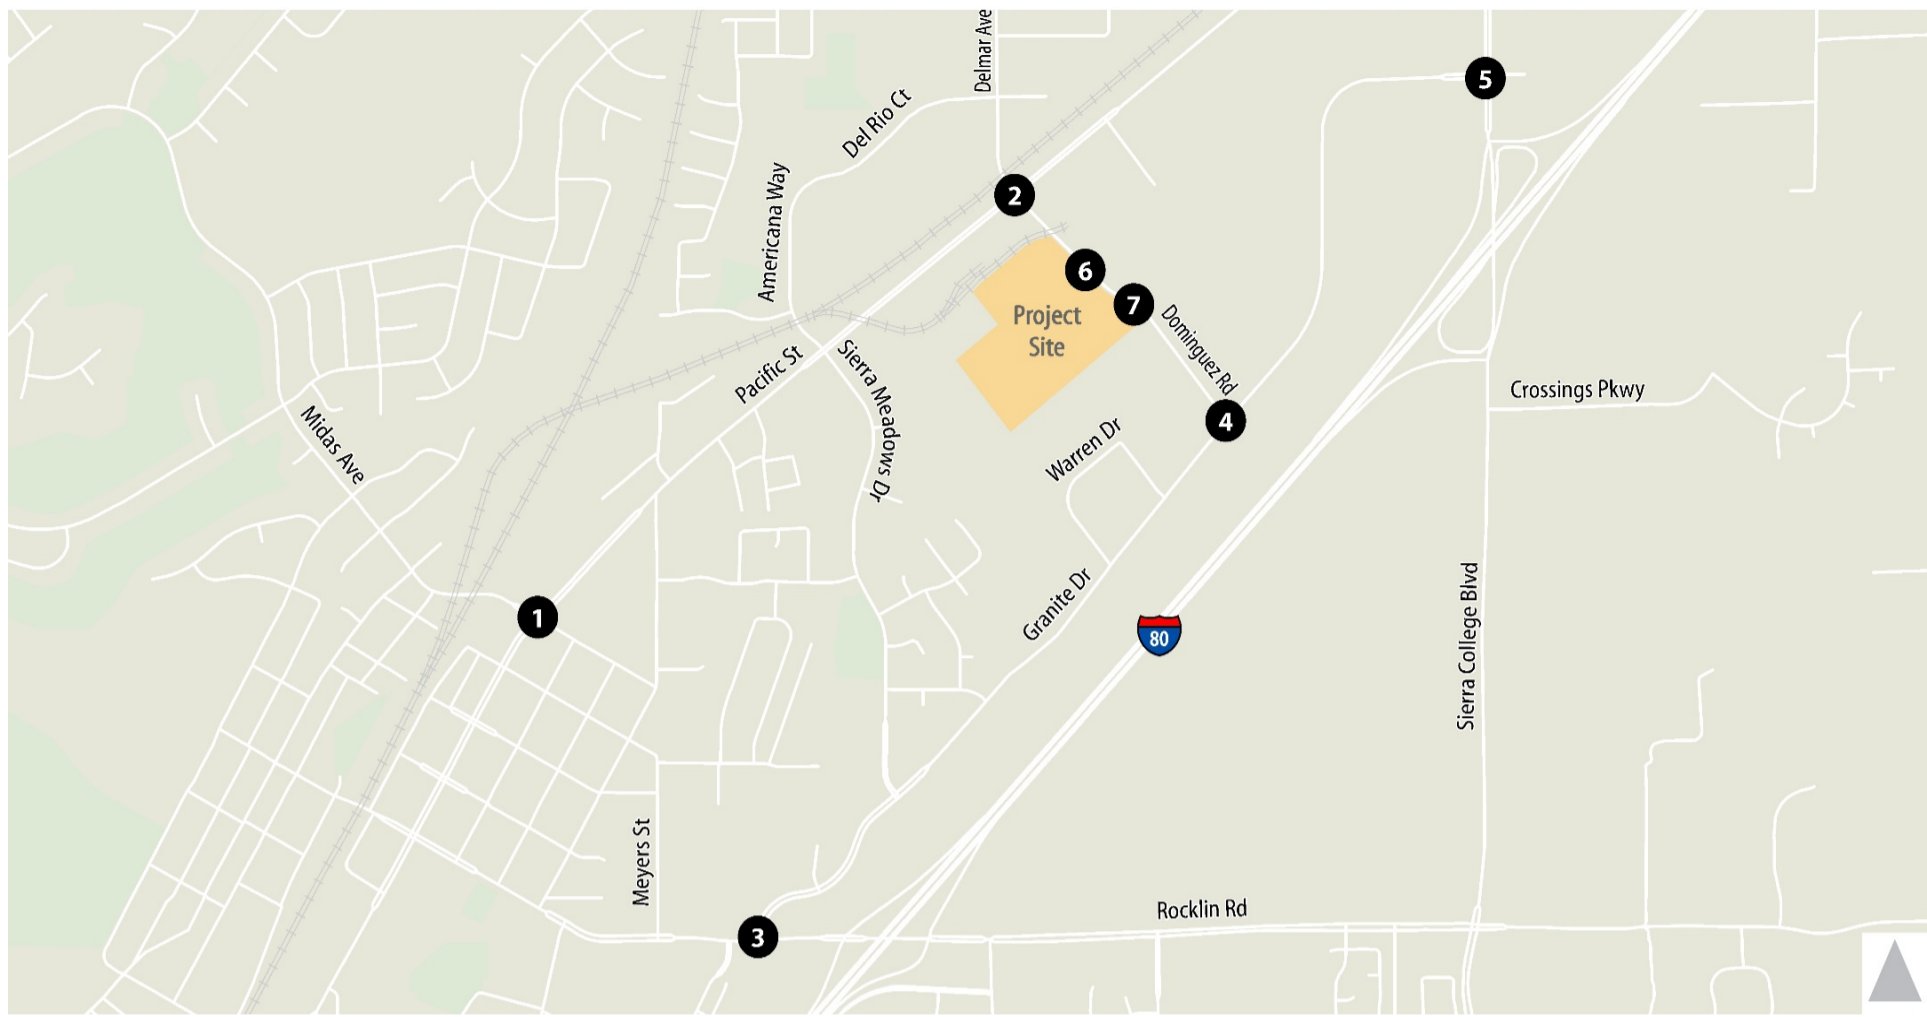 Delmar Ave
5
Del Rio Ct
Americana Way
2
6
7
Project
Site
Dominguez Rd
Pacific St
Sierra Meadows Dr
Crossings Pkwy
4
Midas Ave
Warren Dr
1
Granite Dr
80
Sierra College Blvd
Meyers St
Rocklin Rd
3